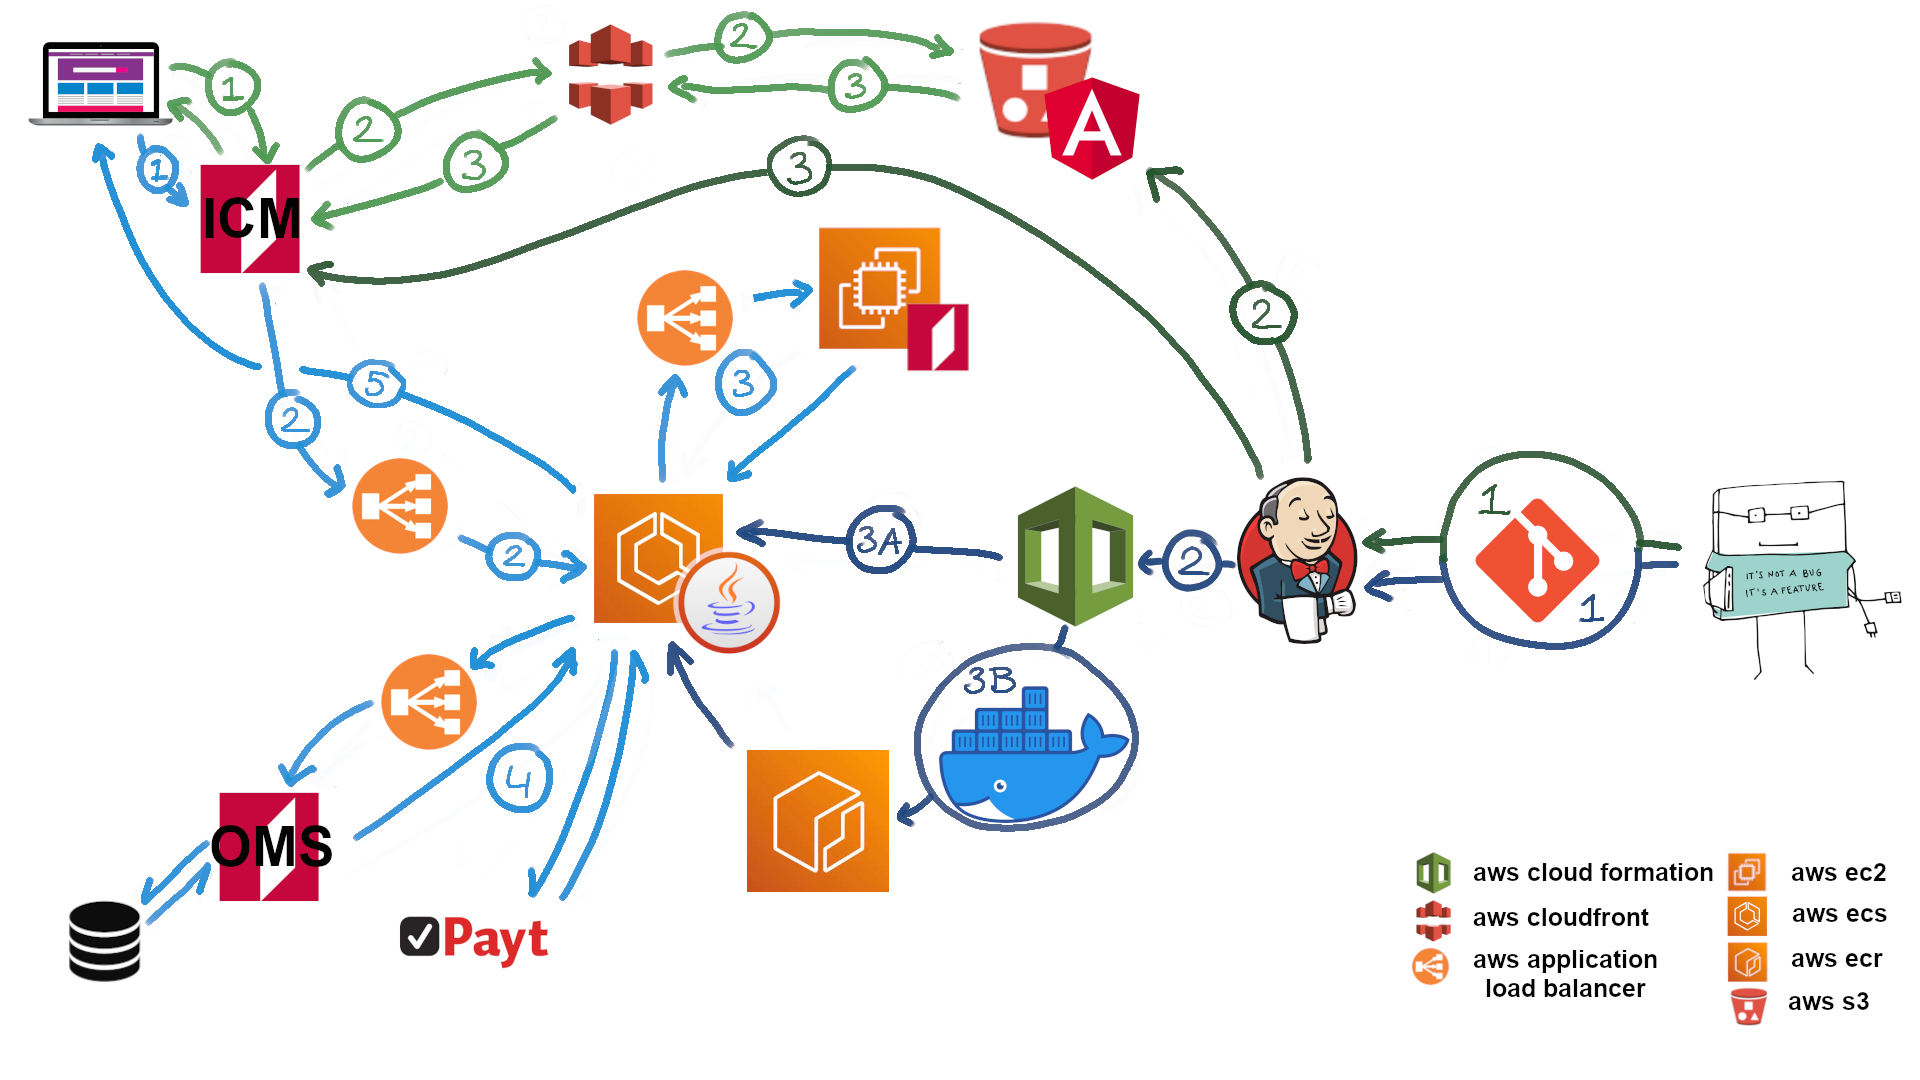 2
1
3
A
2
3
3
1
ICM
2
3
5
2
1
3A
2
2
1
IT'S NOT A BUG
IT'S A FEATURE
3B
4
OMS
Payt
aws cloud formation
aws cloudfront
aws application
load balancer
aws ec2
aws ecs
aws ecr
aws s3